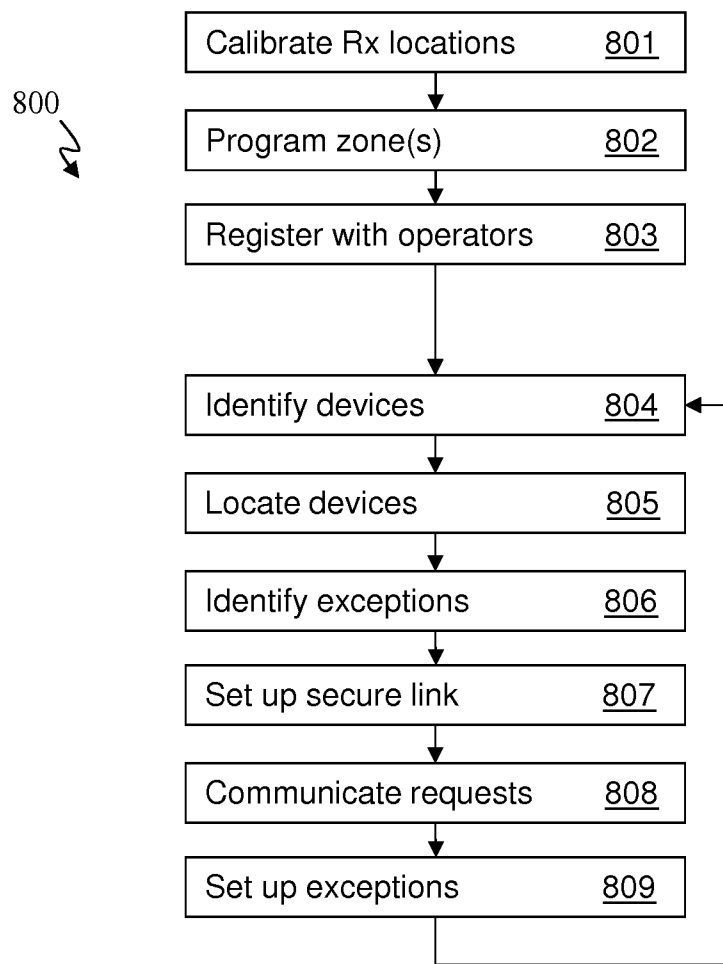 Calibrate Rx locations 801
800
Program zone(s) 802
Register with operators 803
Identify devices 804
Locate devices 805
Identify exceptions 806
Set up secure link 807
Communicate requests 808
Set up exceptions 809